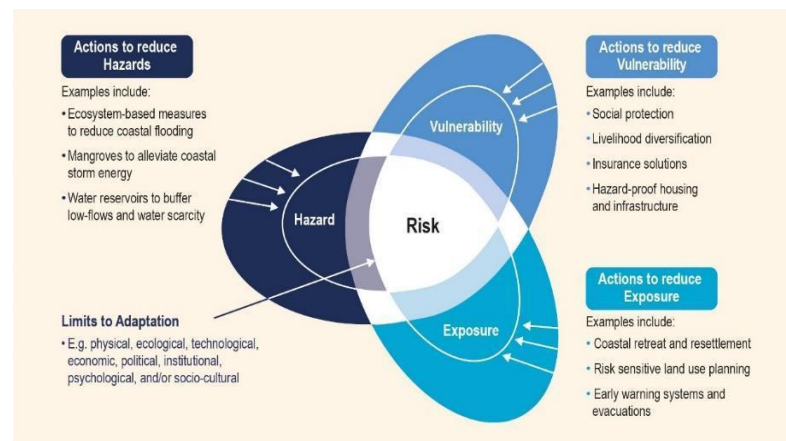 Actions to reduce
Hazards
Examples include:
• Ecosystem-based measures
to reduce coastal flooding
• Mangroves to alleviate coastal
storm energy
• Water reservoirs to buffer
low-flows and water scarcity
Limits to Adaptation
• E.g. physical, ecological, technological,
economic, political, institutional,
psychological, and/or socio-cultural
Vulnerability
Hazard
Risk
Exposure
Actions to reduce
Vulnerability
Examples include:
• Social protection
• Livelihood diversification
• Insurance solutions
• Hazard-proof housing
and infrastructure
Actions to reduce
Exposure
Examples include:
• Coastal retreat and resettlement
• Risk sensitive land use planning
• Early warning systems and
evacuations